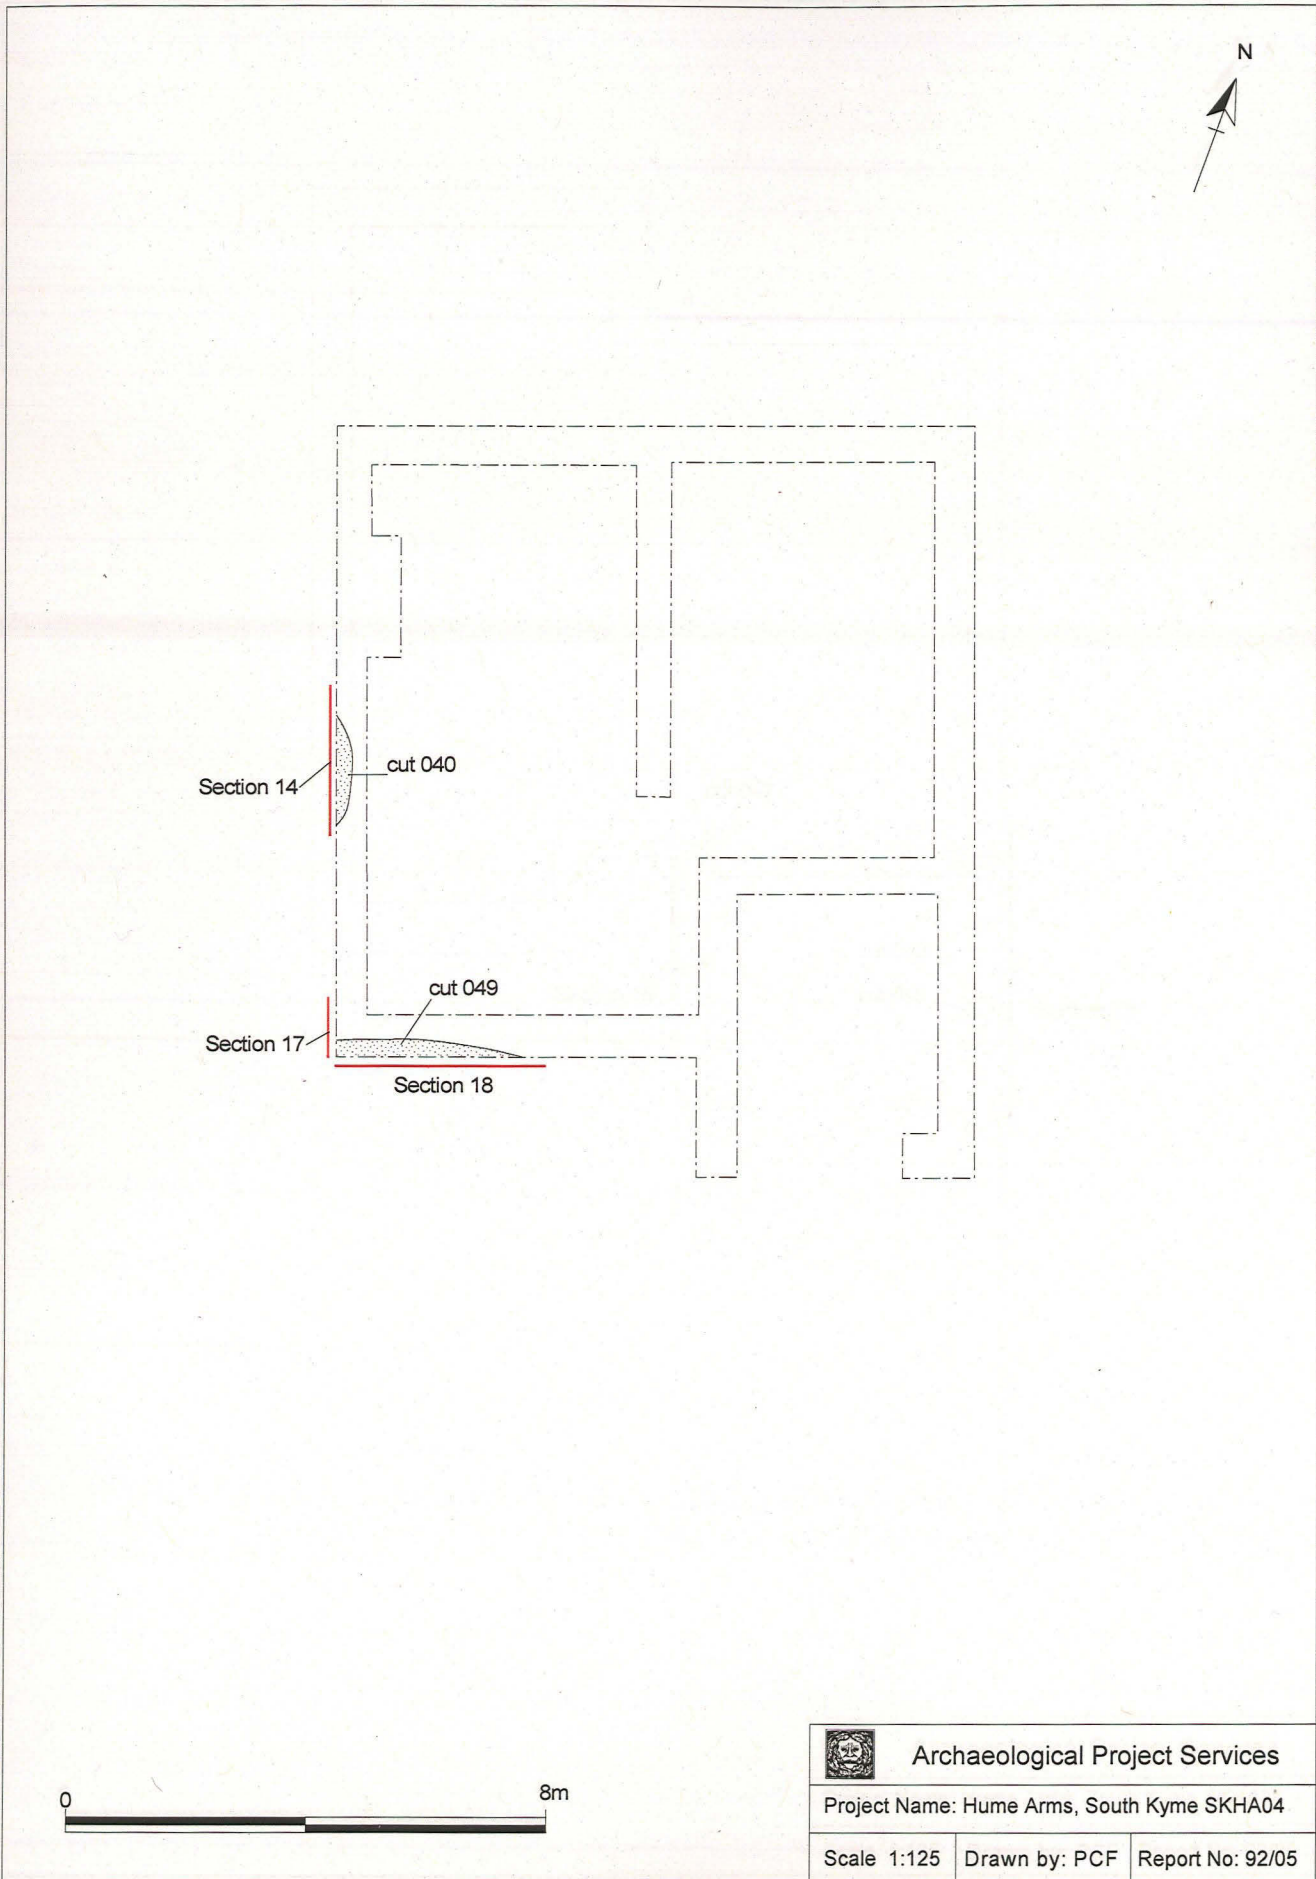 N
Section 14
cut 040
cut 049
Section 17
Section 18
0 8m
Archaeological Project Services
Project Name: Hume Arms, South Kyme SKHA04
Scale 1:125 Drawn by: PCF Report No: 92/05